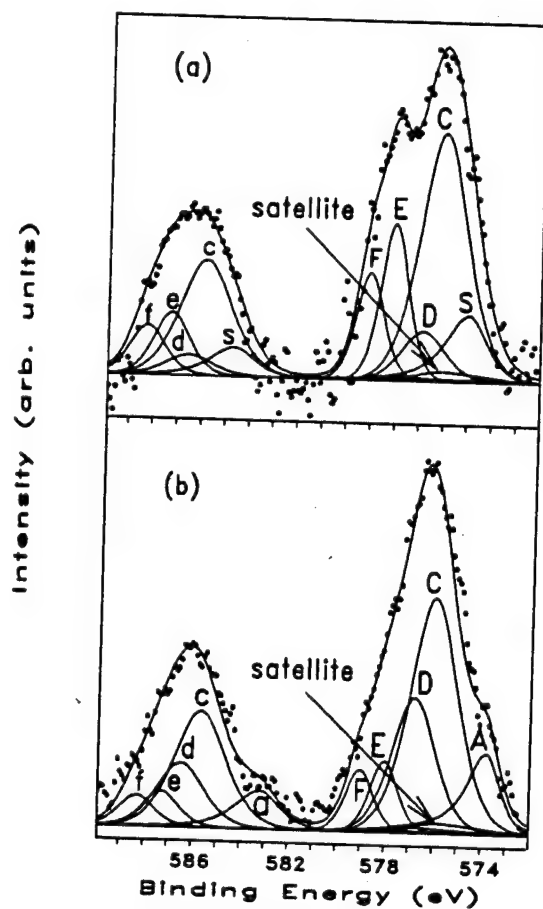 (a)
C
satellite
E
F
c
e
f
d
s
D
S
Intensity (arb. units)
(b)
C
satellite
D
c
d
E
A
f
e
a
F
586 582 578 574
Binding Energy (eV)